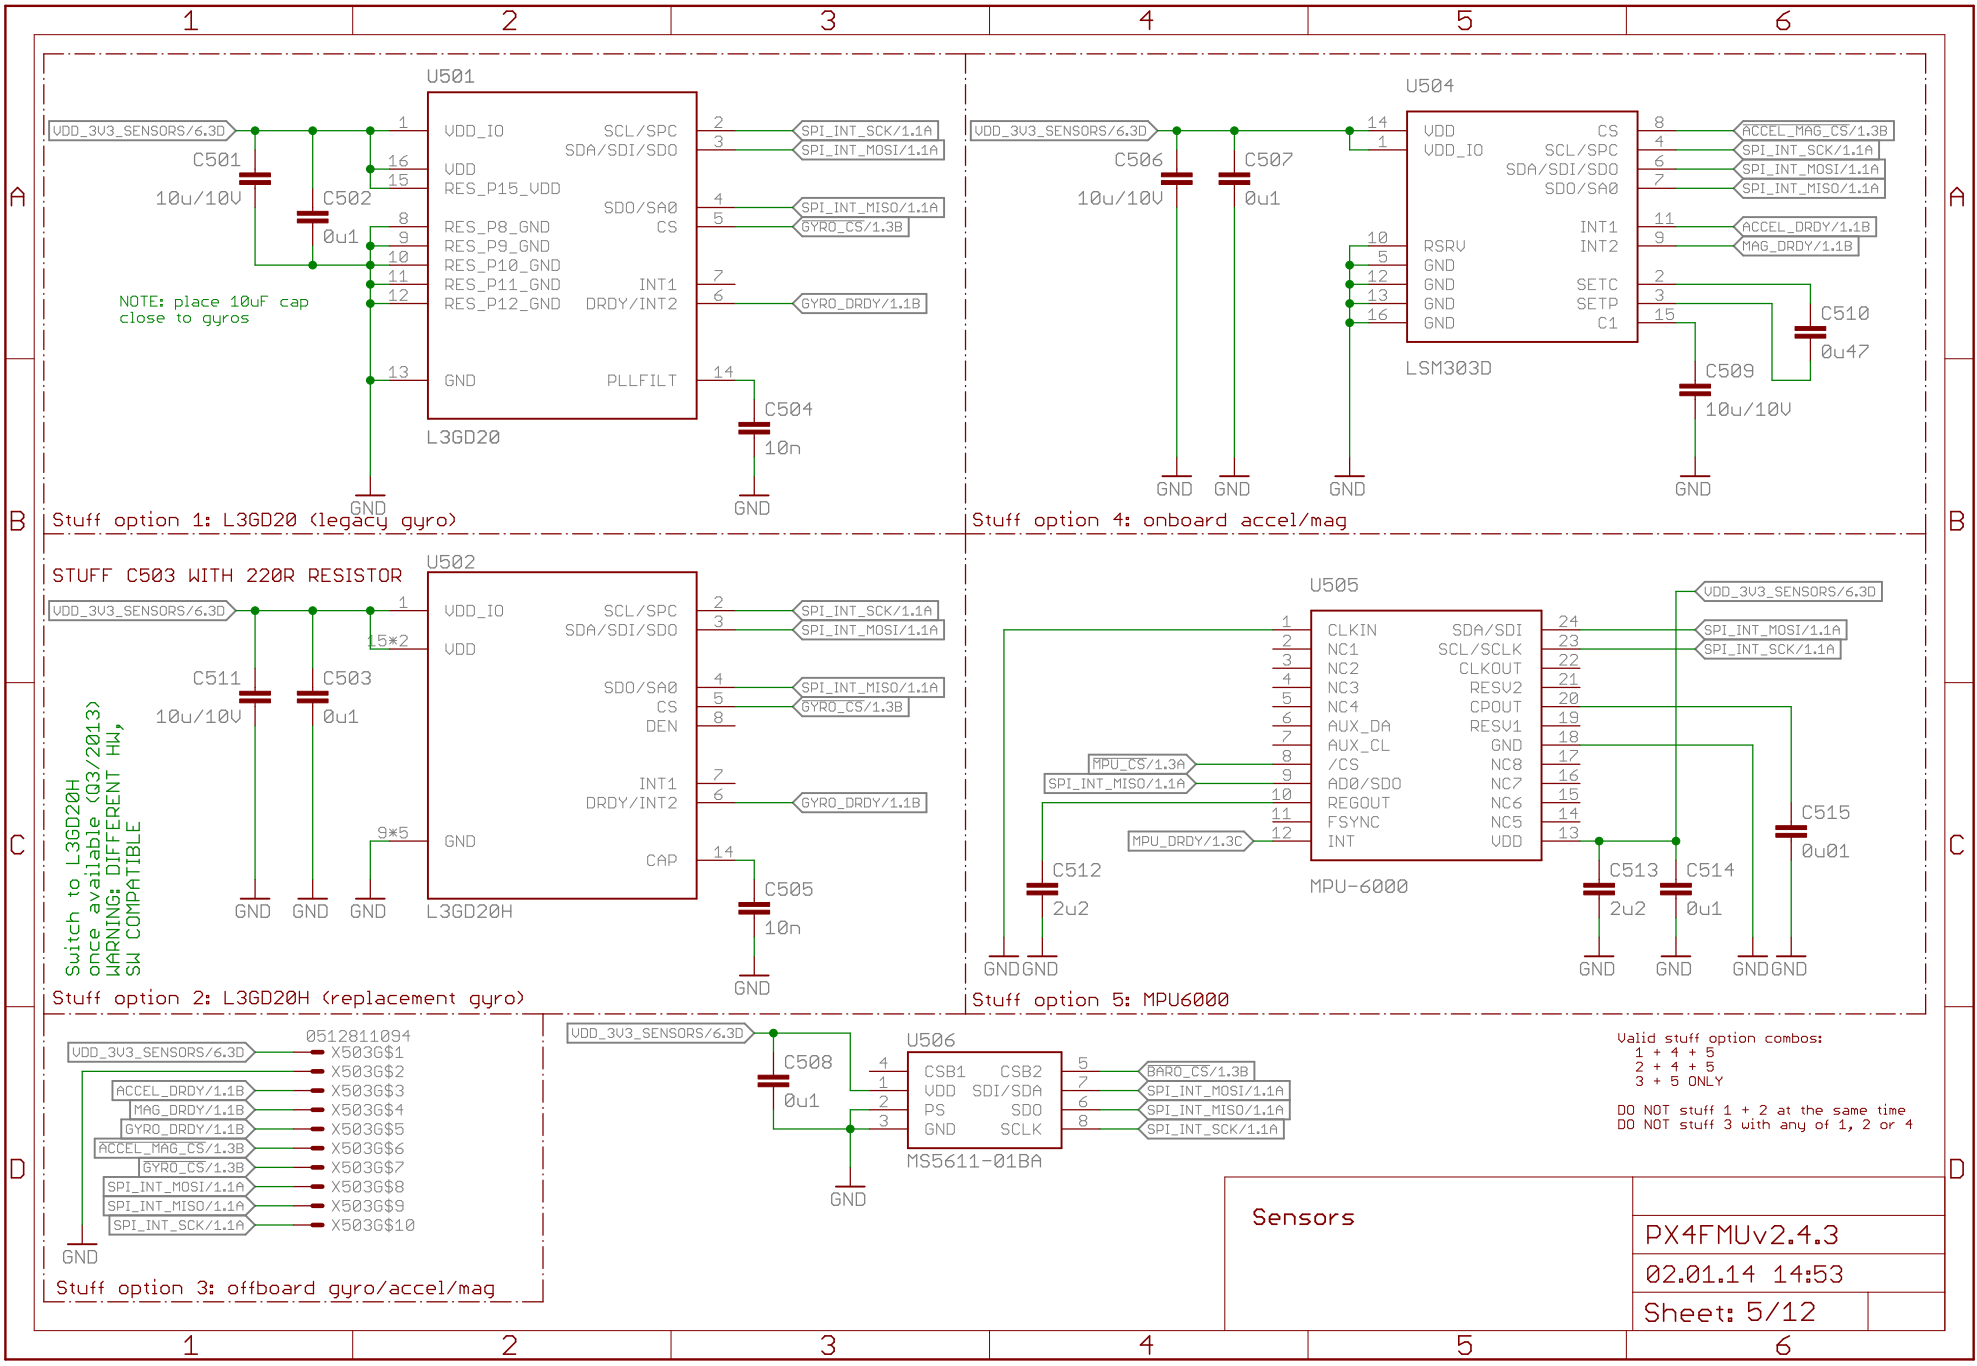 1 2 3 4 5 6
A
B
C
D
A
B
C
D
U501
VDD_3V3_SENSORS/6.3D
C501
10u/10V
C502
0u1
NOTE: place 10uF cap
close to gyros
1 VDD_IO
16 VDD
15 RES_P15_VDD
8 RES_P8_GND
9 RES_P9_GND
10 RES_P10_GND
11 RES_P11_GND
12 RES_P12_GND
13 GND
SCL/SPC 2 SPI_INT_SCK/1.1A
SDA/SDI/SDO 3 SPI_INT_MOSI/1.1A
SDO/SA0 4 SPI_INT_MISO/1.1A
CS 5 GYRO_CS/1.3B
INT1 7
DRDY/INT2 6 GYRO_DRDY/1.1B
PLLFILT 14
C504
10n
L3GD20
GND
GND
Stuff option 1: L3GD20 (legacy gyro)
U504
VDD_3V3_SENSORS/6.3D
C506
10u/10V
C507
0u1
14 VDD
1 VDD_IO
10 RSRV
5 GND
12 GND
13 GND
16 GND
CS 8 ACCEL_MAG_CS/1.3B
SCL/SPC 4 SPI_INT_SCK/1.1A
SDA/SDI/SDO 6 SPI_INT_MOSI/1.1A
SDO/SA0 7 SPI_INT_MISO/1.1A
INT1 11 ACCEL_DRDY/1.1B
INT2 9 MAG_DRDY/1.1B
SETC 2
SETP 3
C1 15
C510
0u47
C509
10u/10V
LSM303D
GND GND GND GND
Stuff option 4: onboard accel/mag
STUFF C503 WITH 220R RESISTOR
U502
VDD_3V3_SENSORS/6.3D
C511
10u/10V
C503
0u1
1 VDD_IO
15*2 VDD
9*5 GND
SCL/SPC 2 SPI_INT_SCK/1.1A
SDA/SDI/SDO 3 SPI_INT_MOSI/1.1A
SDO/SA0 4 SPI_INT_MISO/1.1A
CS 5 GYRO_CS/1.3B
DEN 8
INT1 7
DRDY/INT2 6 GYRO_DRDY/1.1B
CAP 14
C505
10n
L3GD20H
GND GND GND
GND
Switch to L3GD20H
once available (Q3/2013)
WARNING: DIFFERENT HW,
SW COMPATIBLE
Stuff option 2: L3GD20H (replacement gyro)
U505
VDD_3V3_SENSORS/6.3D
1 CLKIN
2 NC1
3 NC2
4 NC3
5 NC4
6 AUX_DA
7 AUX_CL
MPU_CS/1.3A 8 /CS
SPI_INT_MISO/1.1A 9 AD0/SDO
10 REGOUT
11 FSYNC
MPU_DRDY/1.3C 12 INT
SDA/SDI 24 SPI_INT_MOSI/1.1A
SCL/SCLK 23 SPI_INT_SCK/1.1A
CLKOUT 22
RESV2 21
CPOUT 20
RESV1 19
GND 18
NC8 17
NC7 16
NC6 15
NC5 14
VDD 13
C512
2u2
C513
2u2
C514
0u1
C515
0u01
MPU-6000
GND GND GND GND GND GND
Stuff option 5: MPU6000
0512811094
VDD_3V3_SENSORS/6.3D X503G$1
X503G$2
ACCEL_DRDY/1.1B X503G$3
MAG_DRDY/1.1B X503G$4
GYRO_DRDY/1.1B X503G$5
ACCEL_MAG_CS/1.3B X503G$6
GYRO_CS/1.3B X503G$7
SPI_INT_MOSI/1.1A X503G$8
SPI_INT_MISO/1.1A X503G$9
SPI_INT_SCK/1.1A X503G$10
GND
Stuff option 3: offboard gyro/accel/mag
VDD_3V3_SENSORS/6.3D
C508
0u1
U506
4 CSB1
1 VDD
2 PS
3 GND
CSB2 5 BARO_CS/1.3B
SDI/SDA 7 SPI_INT_MOSI/1.1A
SDO 6 SPI_INT_MISO/1.1A
SCLK 8 SPI_INT_SCK/1.1A
MS5611-01BA
GND
Valid stuff option combos:
1 + 4 + 5
2 + 4 + 5
3 + 5 ONLY
DO NOT stuff 1 + 2 at the same time
DO NOT stuff 3 with any of 1, 2 or 4
Sensors
PX4FMUv2.4.3
02.01.14 14:53
Sheet: 5/12
1 2 3 4 5 6